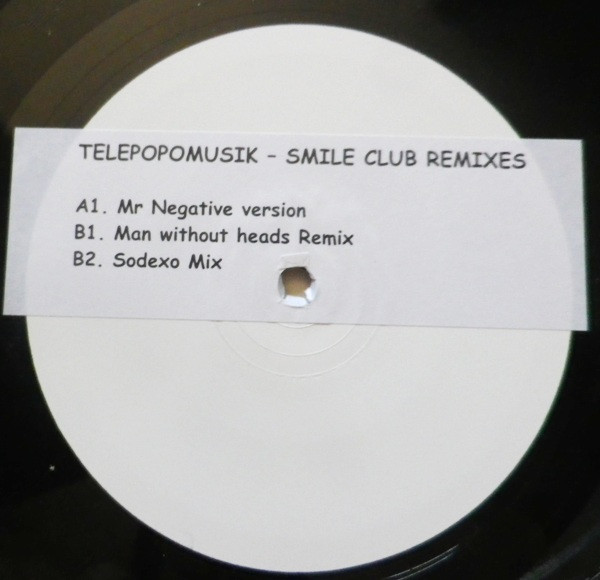 TELEPOPOMUSIK - SMILE CLUB REMIXES
A1. Mr Negative version
B1. Man without heads Remix
B2. Sodexo Mix